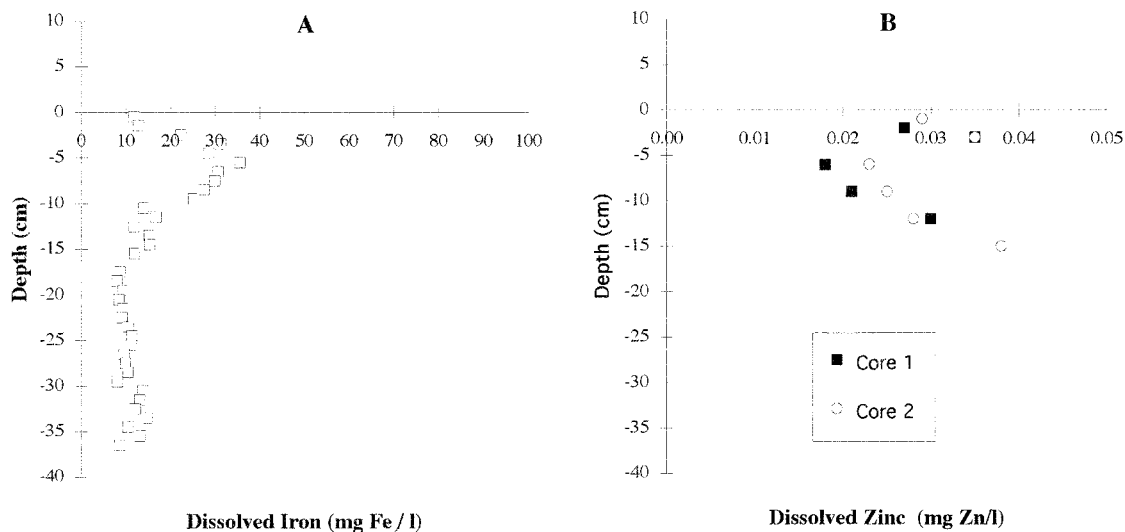 A
10
5
0
-5
-10
-15
-20
-25
-30
-35
-40
0 10 20 30 40 50 60 70 80 90 100
Depth (cm)
Dissolved Iron (mg Fe / l)
B
10
5
0
-5
-10
-15
-20
-25
-30
-35
-40
0.00 0.01 0.02 0.03 0.04 0.05
Depth (cm)
Core 1
Core 2
Dissolved Zinc (mg Zn/l)